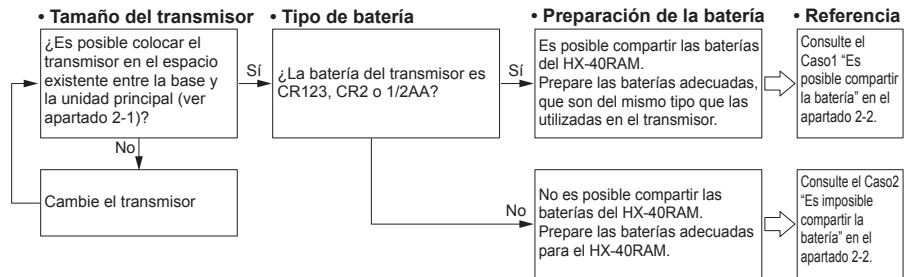 • Tamaño del transmisor
¿Es posible colocar el
transmisor en el espacio
existente entre la base y
la unidad principal (ver
apartado 2-1)?
Sí
No
Cambie el transmisor
• Tipo de batería
¿La batería del transmisor es
CR123, CR2 o 1/2AA?
Sí
No
• Preparación de la batería
Es posible compartir las baterías
del HX-40RAM.
Prepare las baterías adecuadas,
que son del mismo tipo que las
utilizadas en el transmisor.
No es posible compartir las
baterías del HX-40RAM.
Prepare las baterías adecuadas
para el HX-40RAM.
• Referencia
Consulte el
Caso1 “Es
posible compartir
la batería” en el
apartado 2-2.
Consulte el Caso2
“Es imposible
compartir la
batería” en el
apartado 2-2.